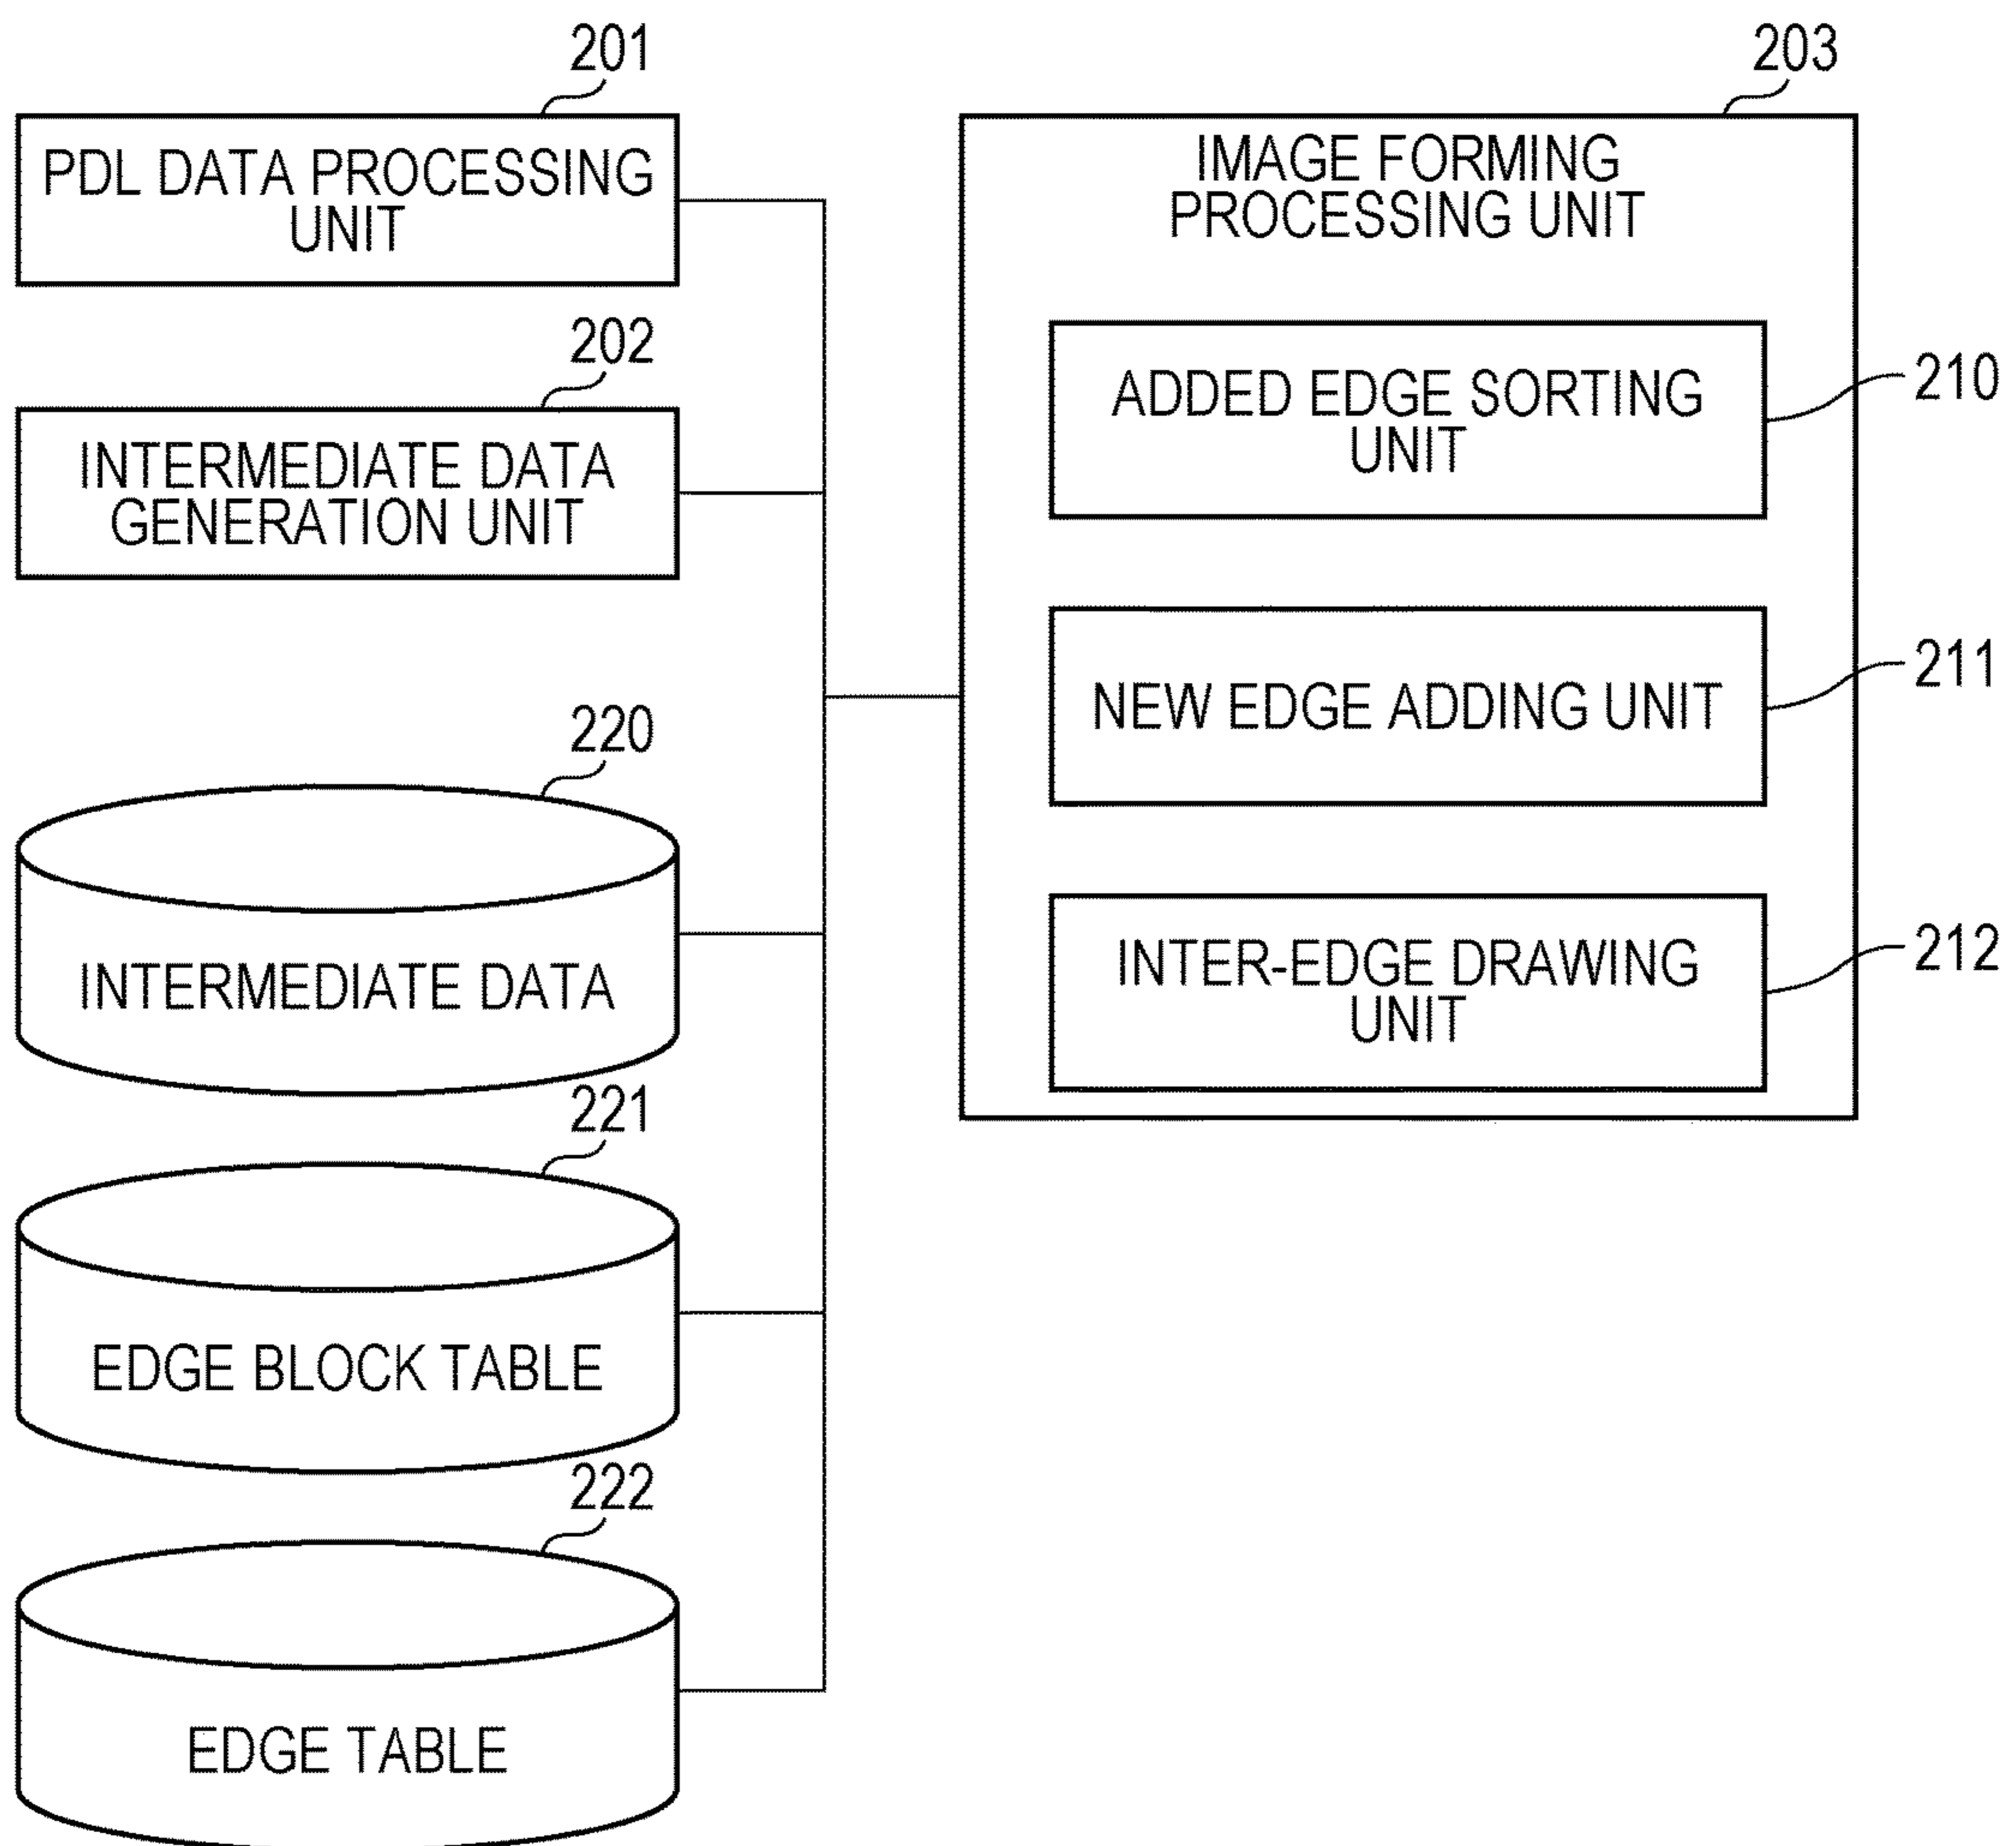 201
PDL DATA PROCESSING
UNIT
202
INTERMEDIATE DATA
GENERATION UNIT
220
INTERMEDIATE DATA
221
EDGE BLOCK TABLE
222
EDGE TABLE
203
IMAGE FORMING
PROCESSING UNIT
ADDED EDGE SORTING
UNIT
210
NEW EDGE ADDING UNIT
211
INTER-EDGE DRAWING
UNIT
212